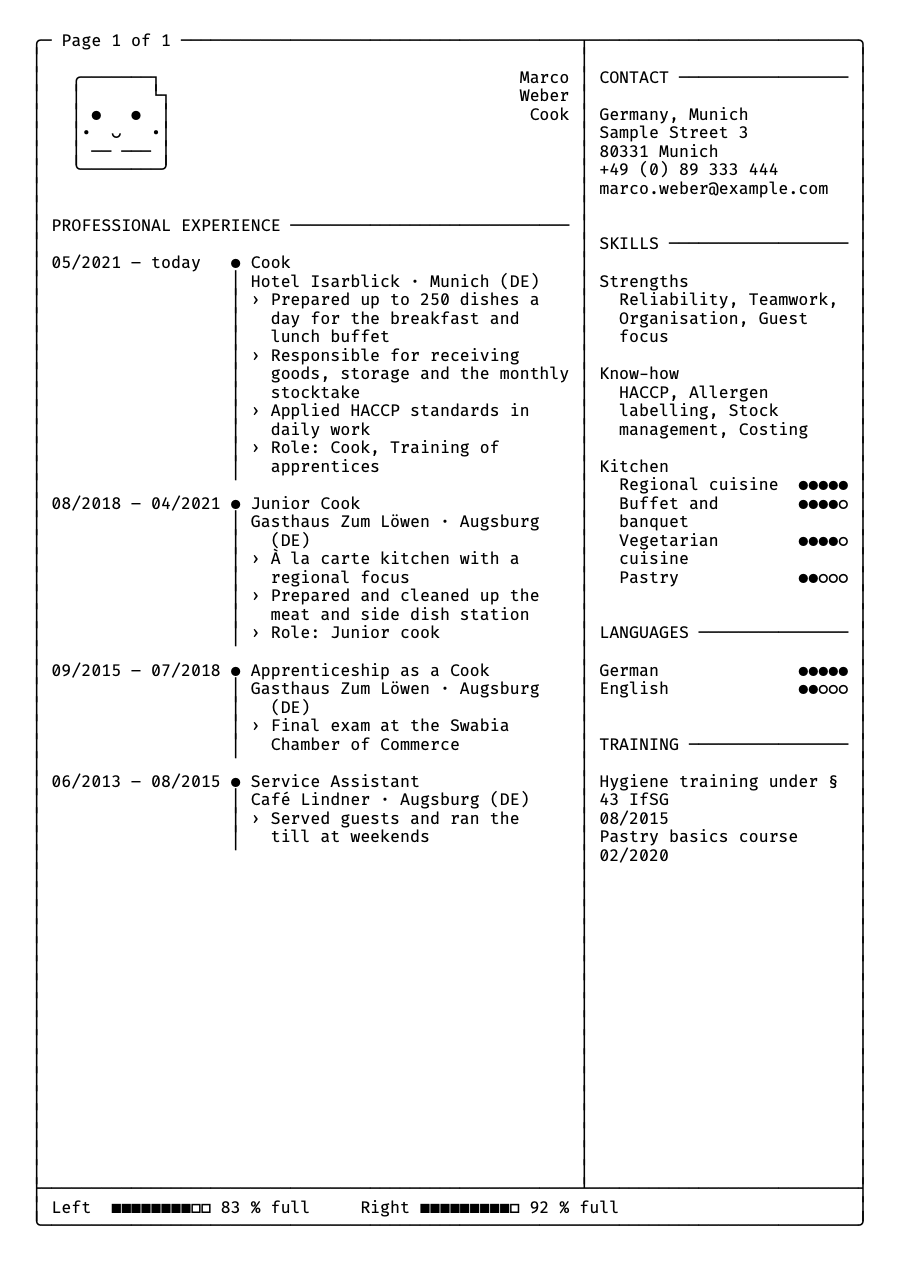 Page 1 of 1
Marco
Weber
Cook
PROFESSIONAL EXPERIENCE
05/2021 – today ● Cook
Hotel Isarblick · Munich (DE)
› Prepared up to 250 dishes a
day for the breakfast and
lunch buffet
› Responsible for receiving
goods, storage and the monthly
stocktake
› Applied HACCP standards in
daily work
› Role: Cook, Training of
apprentices
08/2018 – 04/2021 ● Junior Cook
Gasthaus Zum Löwen · Augsburg
(DE)
› À la carte kitchen with a
regional focus
› Prepared and cleaned up the
meat and side dish station
› Role: Junior cook
09/2015 – 07/2018 ● Apprenticeship as a Cook
Gasthaus Zum Löwen · Augsburg
(DE)
› Final exam at the Swabia
Chamber of Commerce
06/2013 – 08/2015 ● Service Assistant
Café Lindner · Augsburg (DE)
› Served guests and ran the
till at weekends
CONTACT
Germany, Munich
Sample Street 3
80331 Munich
+49 (0) 89 333 444
marco.weber@example.com
SKILLS
Strengths
Reliability, Teamwork,
Organisation, Guest
focus
Know-how
HACCP, Allergen
labelling, Stock
management, Costing
Kitchen
Regional cuisine ●●●●●
Buffet and ●●●●○
banquet
Vegetarian ●●●●○
cuisine
Pastry ●●○○○
LANGUAGES
German ●●●●●
English ●●○○○
TRAINING
Hygiene training under §
43 IfSG
08/2015
Pastry basics course
02/2020
Left ■■■■■■■■□□ 83 % full Right ■■■■■■■■■□ 92 % full